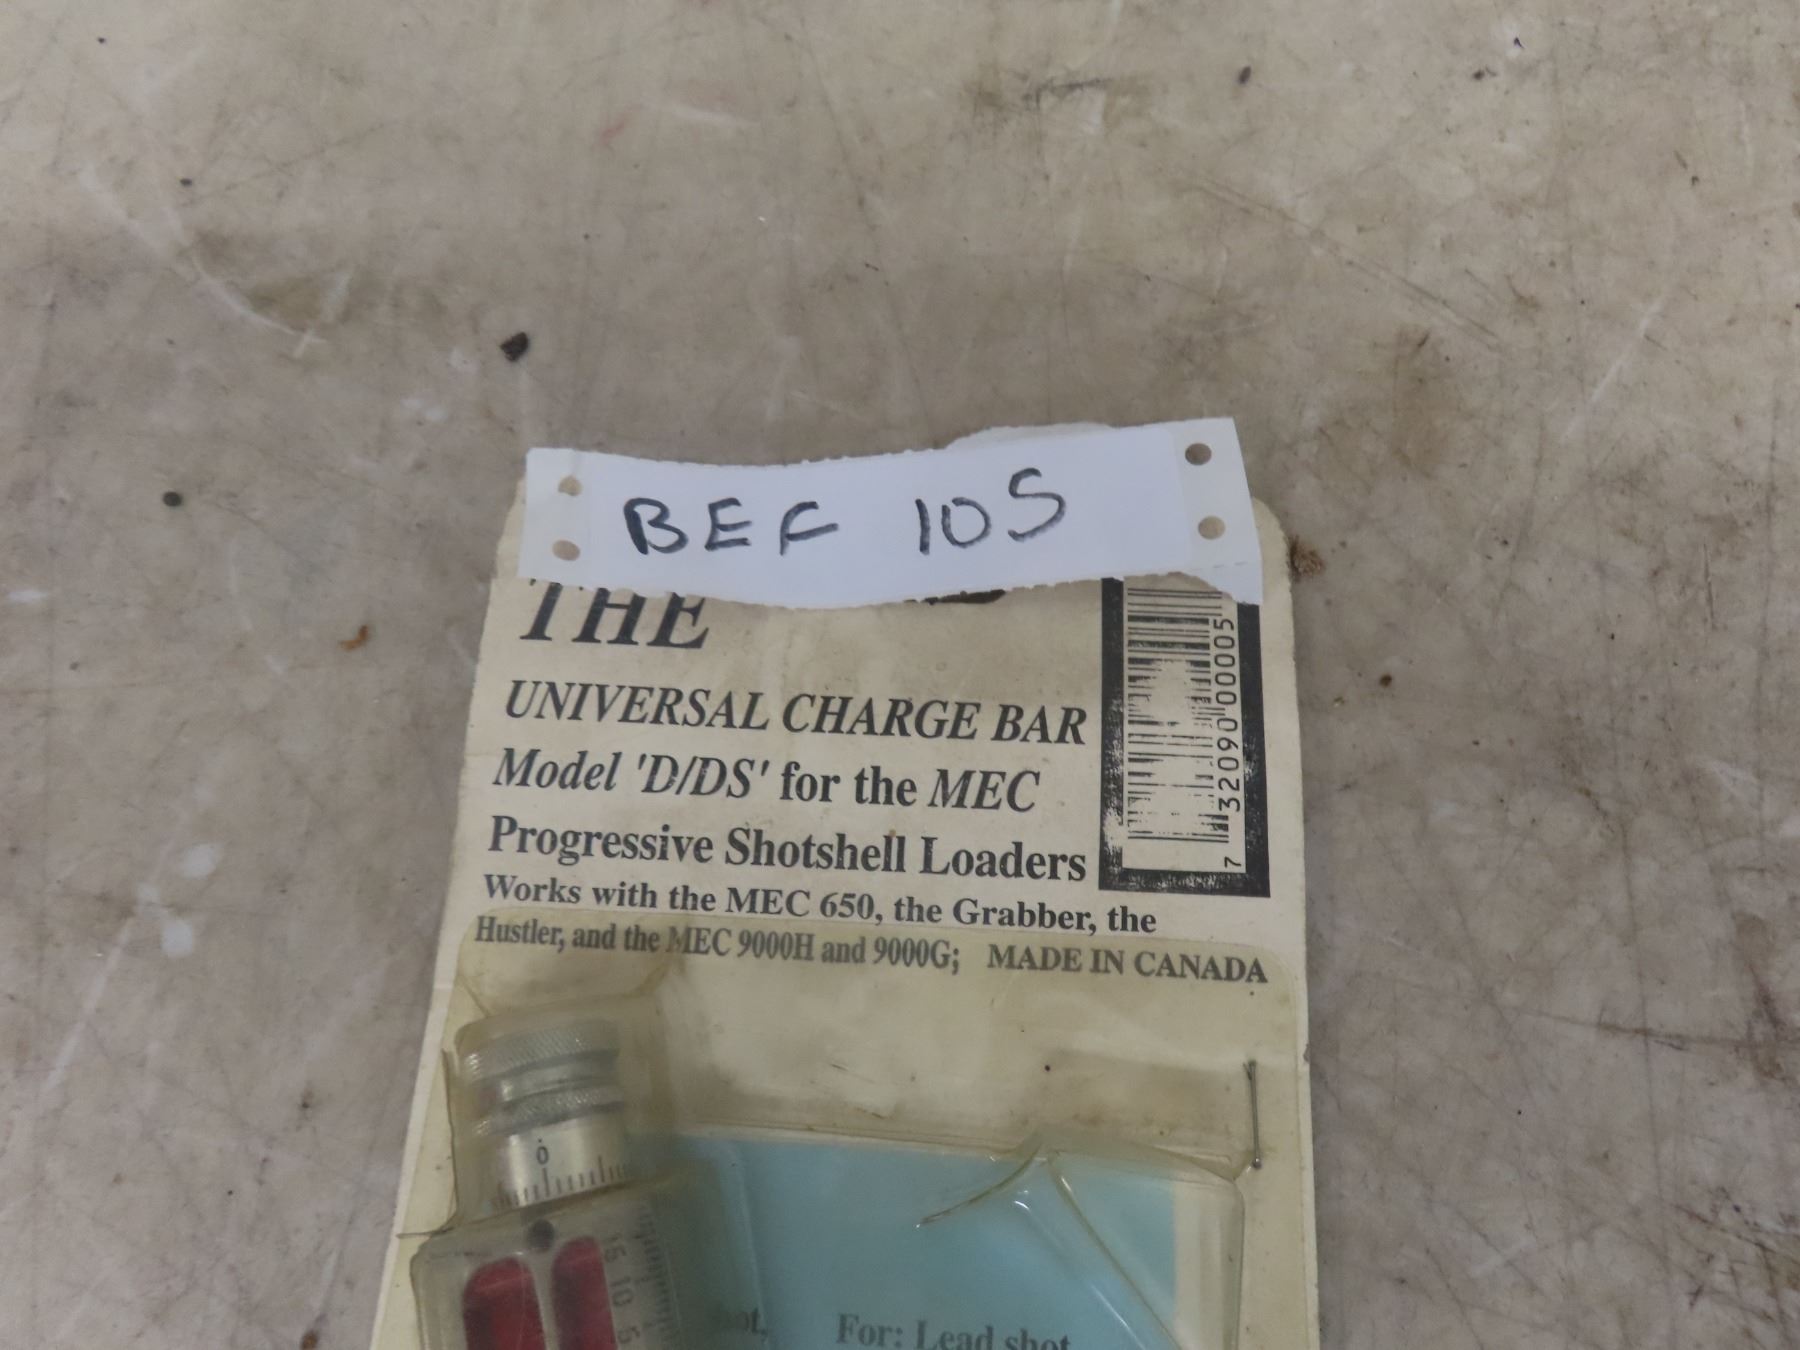 BEF 105
THE
UNIVERSAL CHARGE BAR
Model 'D/DS' for the MEC
Progressive Shotshell Loaders
Works with the MEC 650, the Grabber, the
Hustler, and the MEC 9000H and 9000G; MADE IN CANADA
7 32090 00005
0
15 10 5
For: Lead shot